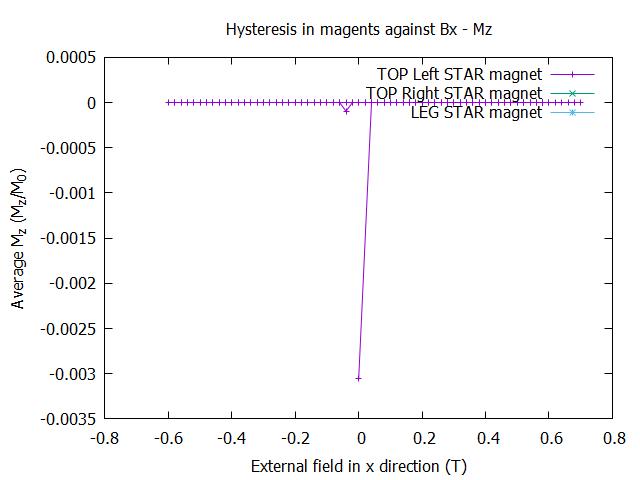 Hysteresis in magents against Bx - Mz
TOP Left STAR magnet
TOP Right STAR magnet
LEG STAR magnet
0.0005
0
-0.0005
-0.001
-0.0015
-0.002
-0.0025
-0.003
-0.0035
Average Mz (Mz/M0)
-0.8 -0.6 -0.4 -0.2 0 0.2 0.4 0.6 0.8
External field in x direction (T)